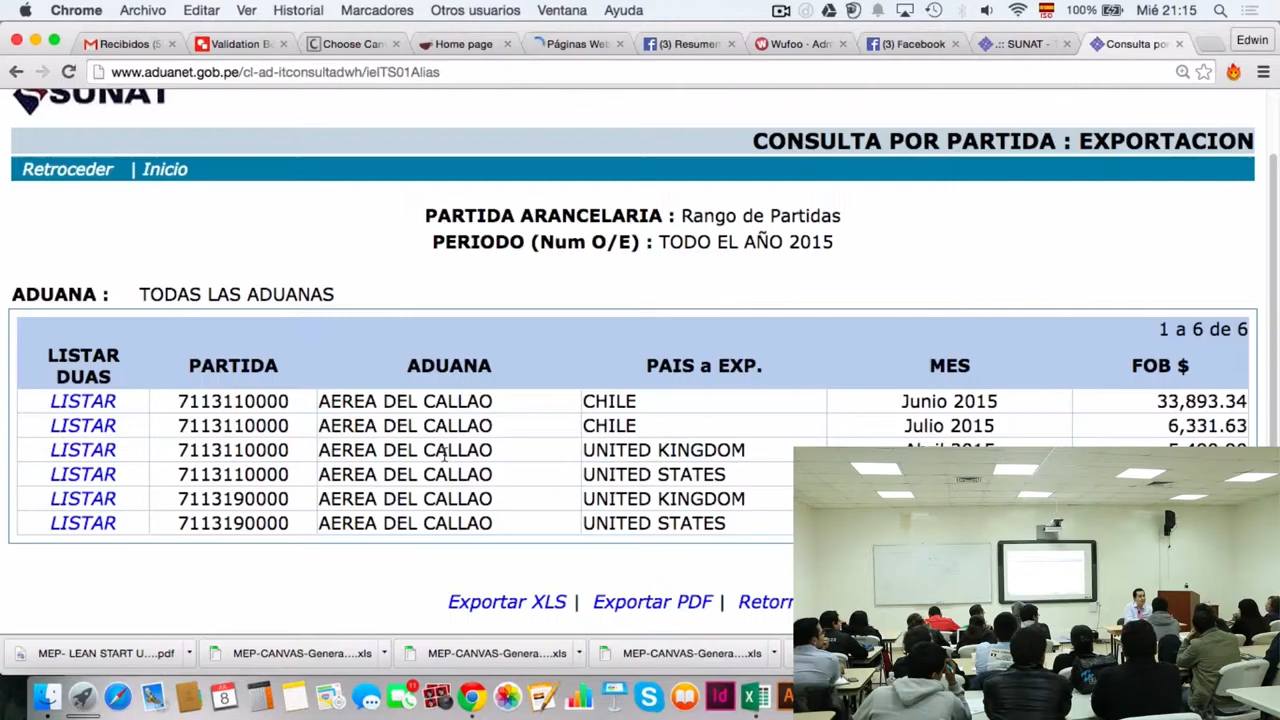 Chrome Archivo Editar Ver Historial Marcadores Otros usuarios Ventana Ayuda ISO 100% Mié 21:15
Recibidos (5 Validation Bo Choose Can Home page Páginas Web (3) Resumen Wufoo - Adm (3) Facebook .:: SUNAT - Consulta po Edwin
www.aduanet.gob.pe/cl-ad-itconsultadwh/ieITS01Alias
SUNAT
CONSULTA POR PARTIDA : EXPORTACION
Retroceder | Inicio
PARTIDA ARANCELARIA : Rango de Partidas
PERIODO (Num O/E) : TODO EL AÑO 2015
ADUANA : TODAS LAS ADUANAS
1 a 6 de 6
LISTAR DUAS PARTIDA ADUANA PAIS a EXP. MES FOB $
LISTAR 7113110000 AEREA DEL CALLAO CHILE Junio 2015 33,893.34
LISTAR 7113110000 AEREA DEL CALLAO CHILE Julio 2015 6,331.63
LISTAR 7113110000 AEREA DEL CALLAO UNITED KINGDOM
LISTAR 7113110000 AEREA DEL CALLAO UNITED STATES
LISTAR 7113190000 AEREA DEL CALLAO UNITED KINGDOM
LISTAR 7113190000 AEREA DEL CALLAO UNITED STATES
Exportar XLS | Exportar PDF | Retorn
MEP- LEAN START U....pdf MEP-CANVAS-Genera....xls MEP-CANVAS-Genera....xls MEP-CANVAS-Genera....xls
8 11 Id